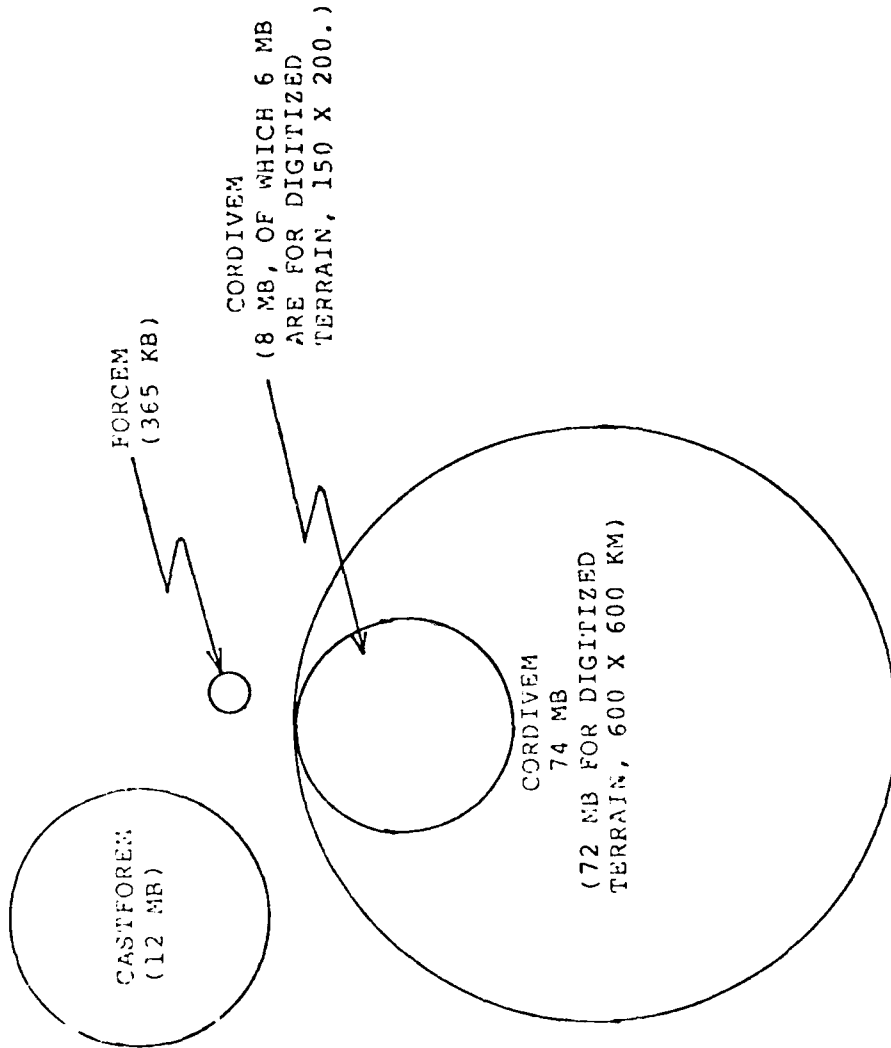 CASTFOREM
(12 MB)
FORCEM
(365 KB)
CORDIVEM
(8 MB, OF WHICH 6 MB
ARE FOR DIGITIZED
TERRAIN, 150 X 200.)
CORDIVEM
74 MB
(72 MB FOR DIGITIZED
TERRAIN, 600 X 600 KM)